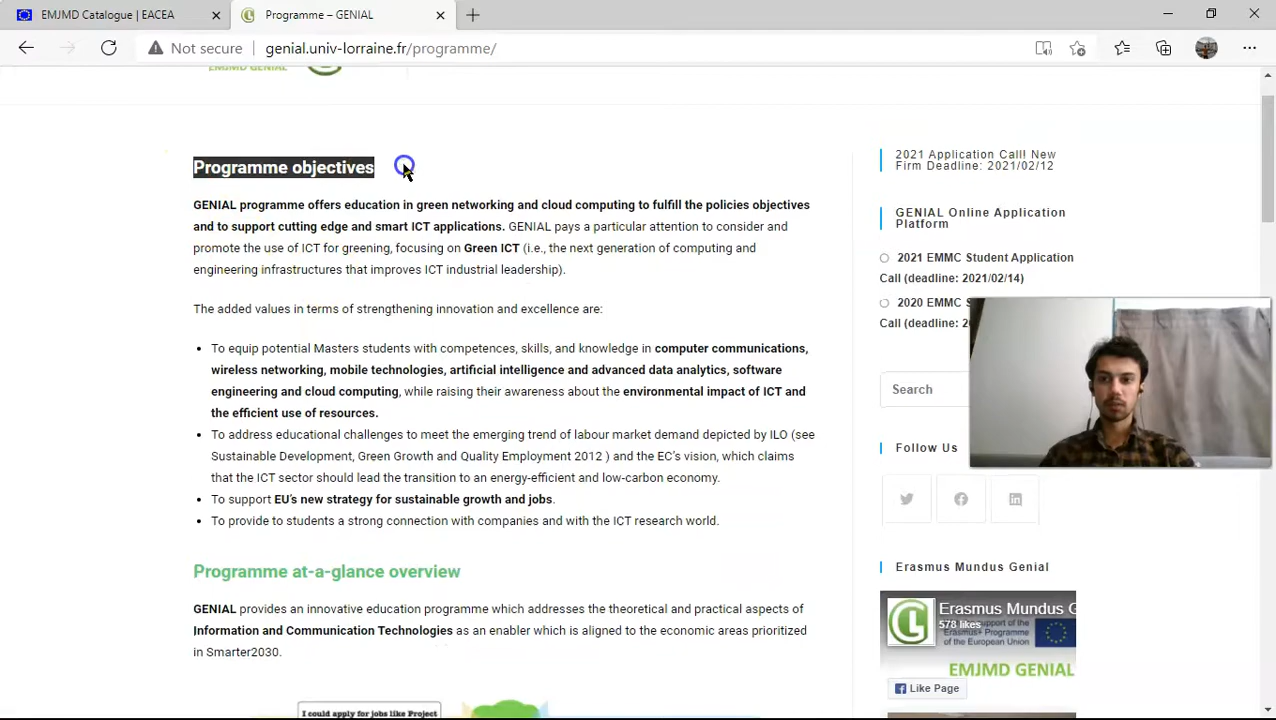 EMJMD Catalogue | EACEA
Programme – GENIAL
Not secure
genial.univ-lorraine.fr/programme/
EMJMD GENIAL
Programme objectives
GENIAL programme offers education in green networking and cloud computing to fulfill the policies objectives
and to support cutting edge and smart ICT applications. GENIAL pays a particular attention to consider and
promote the use of ICT for greening, focusing on Green ICT (i.e., the next generation of computing and
engineering infrastructures that improves ICT industrial leadership).
The added values in terms of strengthening innovation and excellence are:
To equip potential Masters students with competences, skills, and knowledge in computer communications,
wireless networking, mobile technologies, artificial intelligence and advanced data analytics, software
engineering and cloud computing, while raising their awareness about the environmental impact of ICT and
the efficient use of resources.
To address educational challenges to meet the emerging trend of labour market demand depicted by ILO (see
Sustainable Development, Green Growth and Quality Employment 2012 ) and the EC's vision, which claims
that the ICT sector should lead the transition to an energy-efficient and low-carbon economy.
To support EU's new strategy for sustainable growth and jobs.
To provide to students a strong connection with companies and with the ICT research world.
Programme at-a-glance overview
GENIAL provides an innovative education programme which addresses the theoretical and practical aspects of
Information and Communication Technologies as an enabler which is aligned to the economic areas prioritized
in Smarter2030.
I could apply for jobs like Project
2021 Application Call! New
Firm Deadline: 2021/02/12
GENIAL Online Application
Platform
2021 EMMC Student Application
Call (deadline: 2021/02/14)
2020 EMMC S
Call (deadline: 2
Search
Follow Us
Erasmus Mundus Genial
Erasmus Mundus G
578 likes
support of the
Erasmus+ Programme
of the European Union
EMJMD GENIAL
Like Page